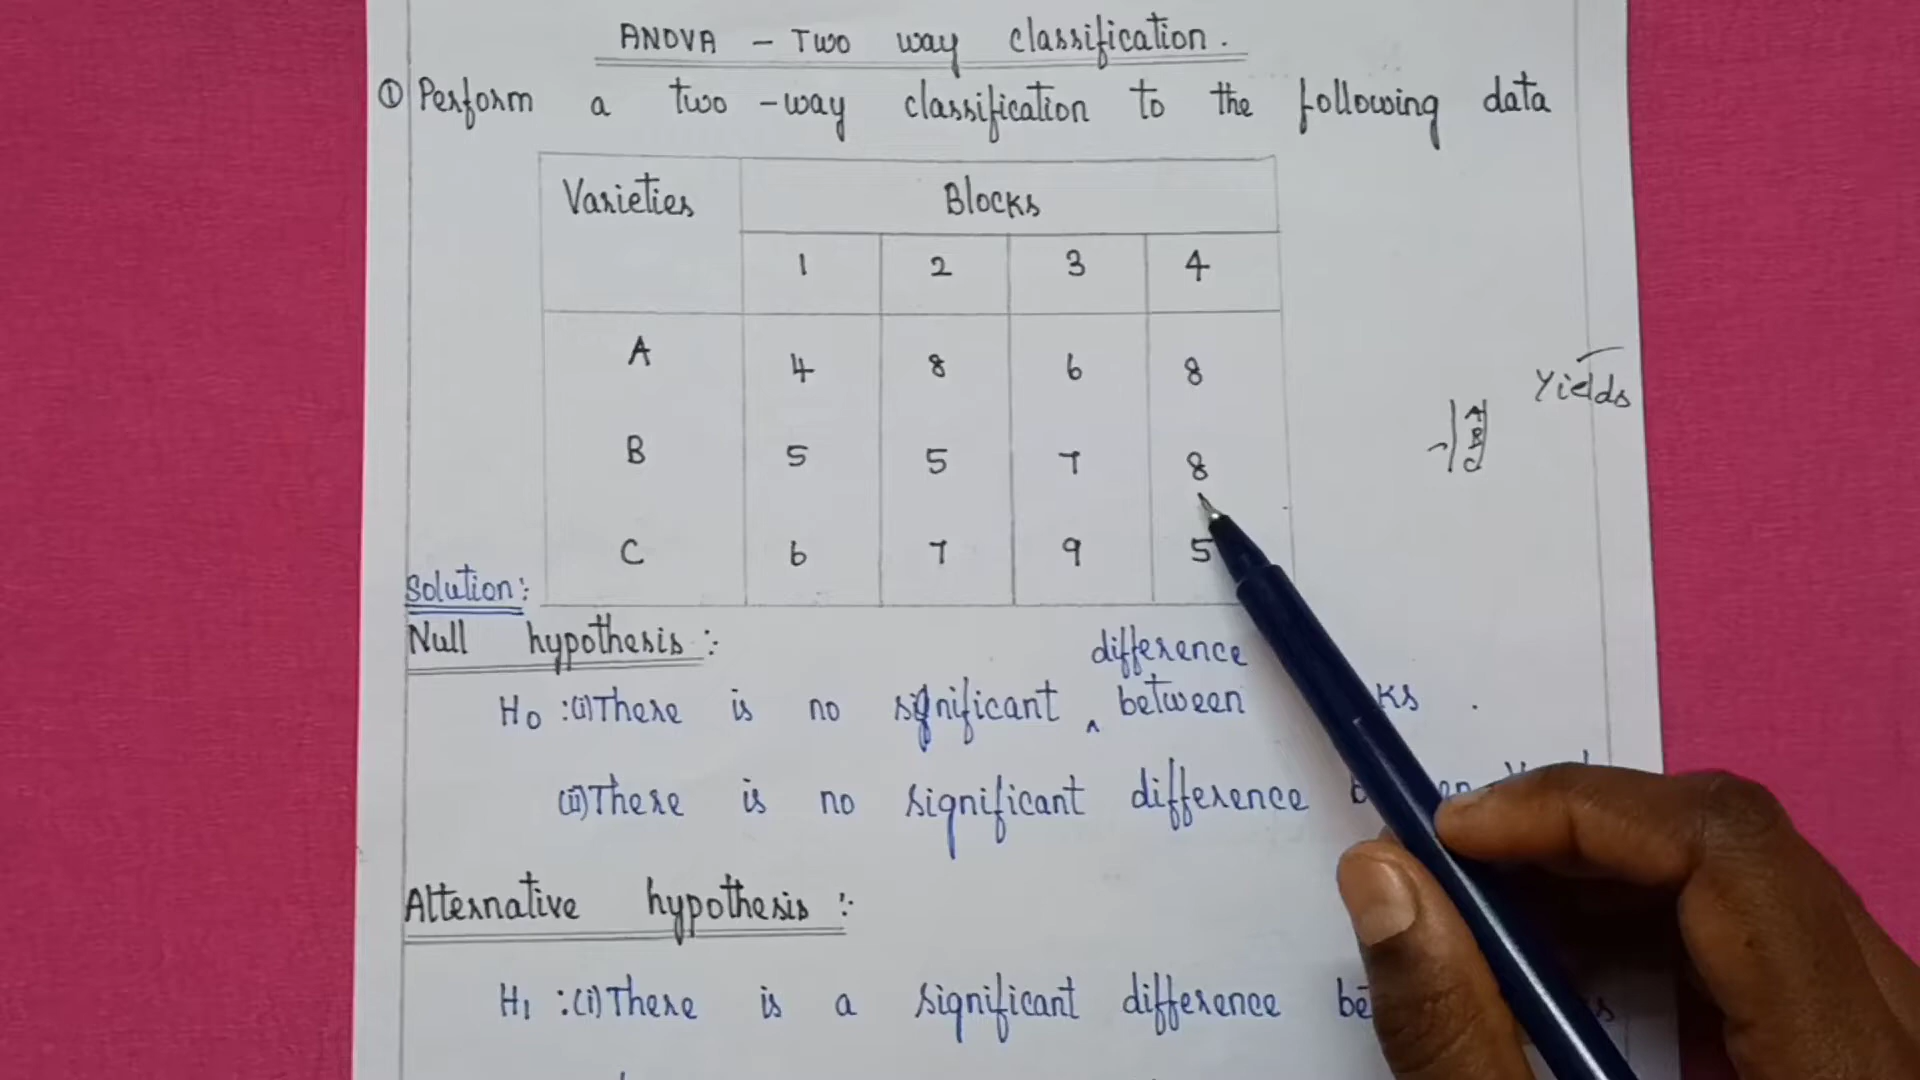 ANOVA - Two way classification.
① Perform a two-way classification to the following data
Varieties Blocks
1 2 3 4
A 4 8 6 8
B 5 5 7 8
C 6 7 9 5
Yields
A
B
C
Solution:
Null hypothesis:
difference
H0 :(i)There is no significant ^ between
(ii)There is no significant difference
Alternative hypothesis:
H1 :(i)There is a significant difference